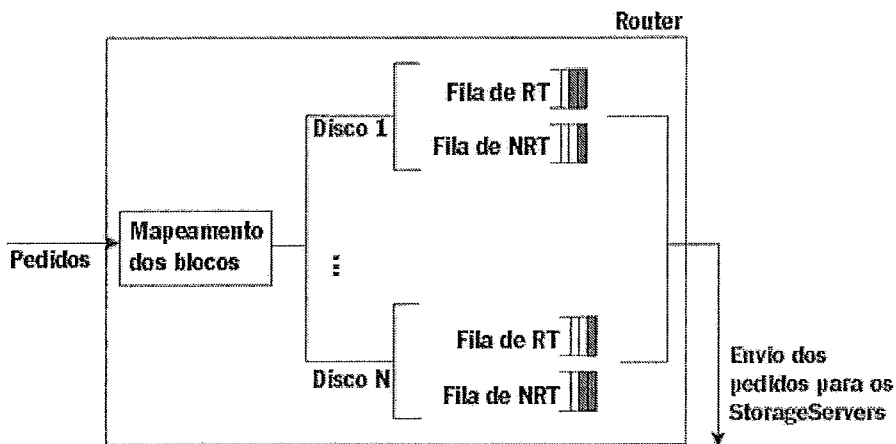 Router
Fila de RT
Disco 1
Fila de NRT
Mapeamento
dos blocos
Pedidos
Fila de RT
Disco N
Fila de NRT
Envio dos
pedidos para os
StorageServers